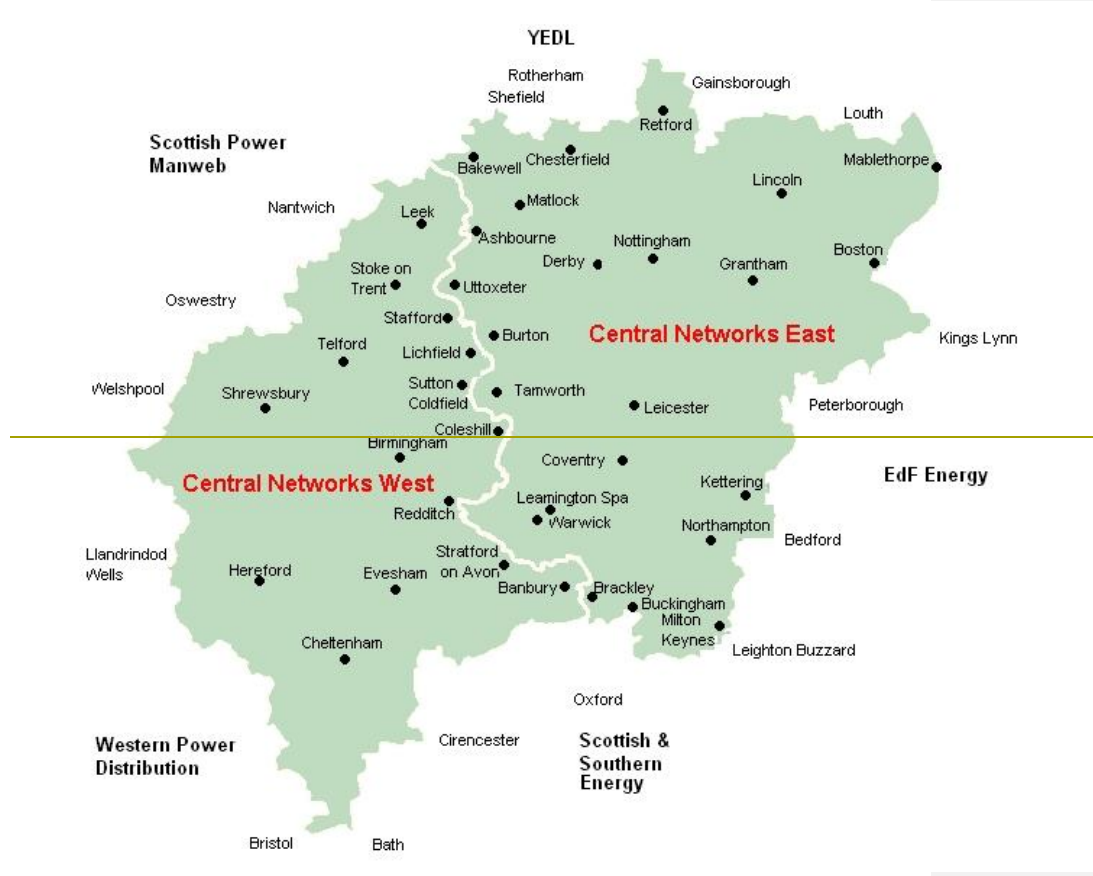 YEDL
Rotherham
Shefield
Gainsborough
Louth
Scottish Power
Manweb
Retford
Bakewell
Chesterfield
Mablethorpe
Lincoln
Nantwich
Leek
Matlock
Ashbourne
Nottingham
Derby
Boston
Grantham
Stoke on
Trent
Uttoxeter
Oswestry
Stafford
Burton
Central Networks East
Kings Lynn
Telford
Lichfield
Welshpool
Shrewsbury
Sutton
Coldfield
Tamworth
Leicester
Peterborough
Coleshill
Birmingham
Coventry
Central Networks West
Kettering
EdF Energy
Leamington Spa
Redditch
Warwick
Northampton
Bedford
Llandrindod
Wells
Stratford
on Avon
Hereford
Evesham
Banbury
Brackley
Buckingham
Milton
Keynes
Cheltenham
Leighton Buzzard
Oxford
Cirencester
Western Power
Distribution
Scottish &
Southern
Energy
Bristol
Bath